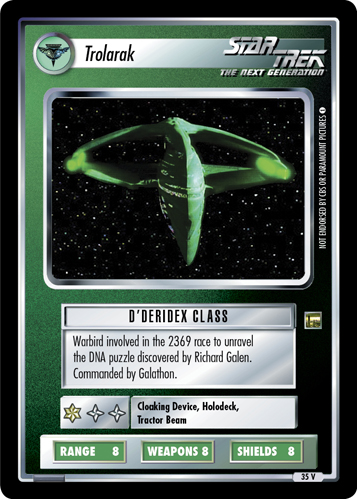 Trolarak
STAR TREK
THE NEXT GENERATION
NOT ENDORSED BY CBS OR PARAMOUNT PICTURES
D'DERIDEX CLASS
Warbird involved in the 2369 race to unravel
the DNA puzzle discovered by Richard Galen.
Commanded by Galathon.
Cloaking Device, Holodeck,
Tractor Beam
RANGE 8
WEAPONS 8
SHIELDS 8
35 V